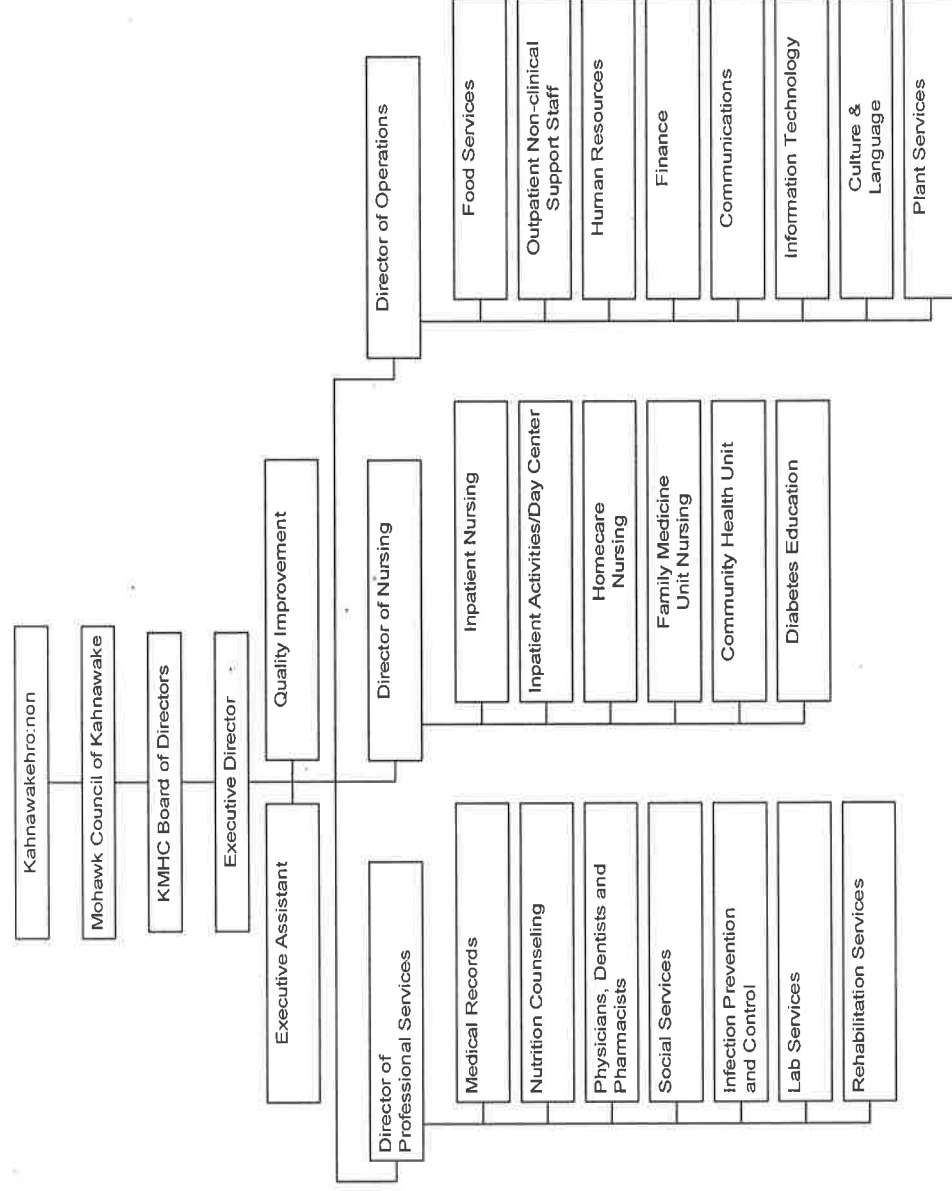 Kahnawakehro:non
Mohawk Council of Kahnawake
KMHC Board of Directors
Executive Director
Executive Assistant
Quality Improvement
Director of
Professional Services
Medical Records
Nutrition Counseling
Physicians, Dentists and
Pharmacists
Social Services
Infection Prevention
and Control
Lab Services
Rehabilitation Services
Director of Nursing
Inpatient Nursing
Inpatient Activities/Day Center
Homecare
Nursing
Family Medicine
Unit Nursing
Community Health Unit
Diabetes Education
Director of Operations
Food Services
Outpatient Non-clinical
Support Staff
Human Resources
Finance
Communications
Information Technology
Culture &
Language
Plant Services